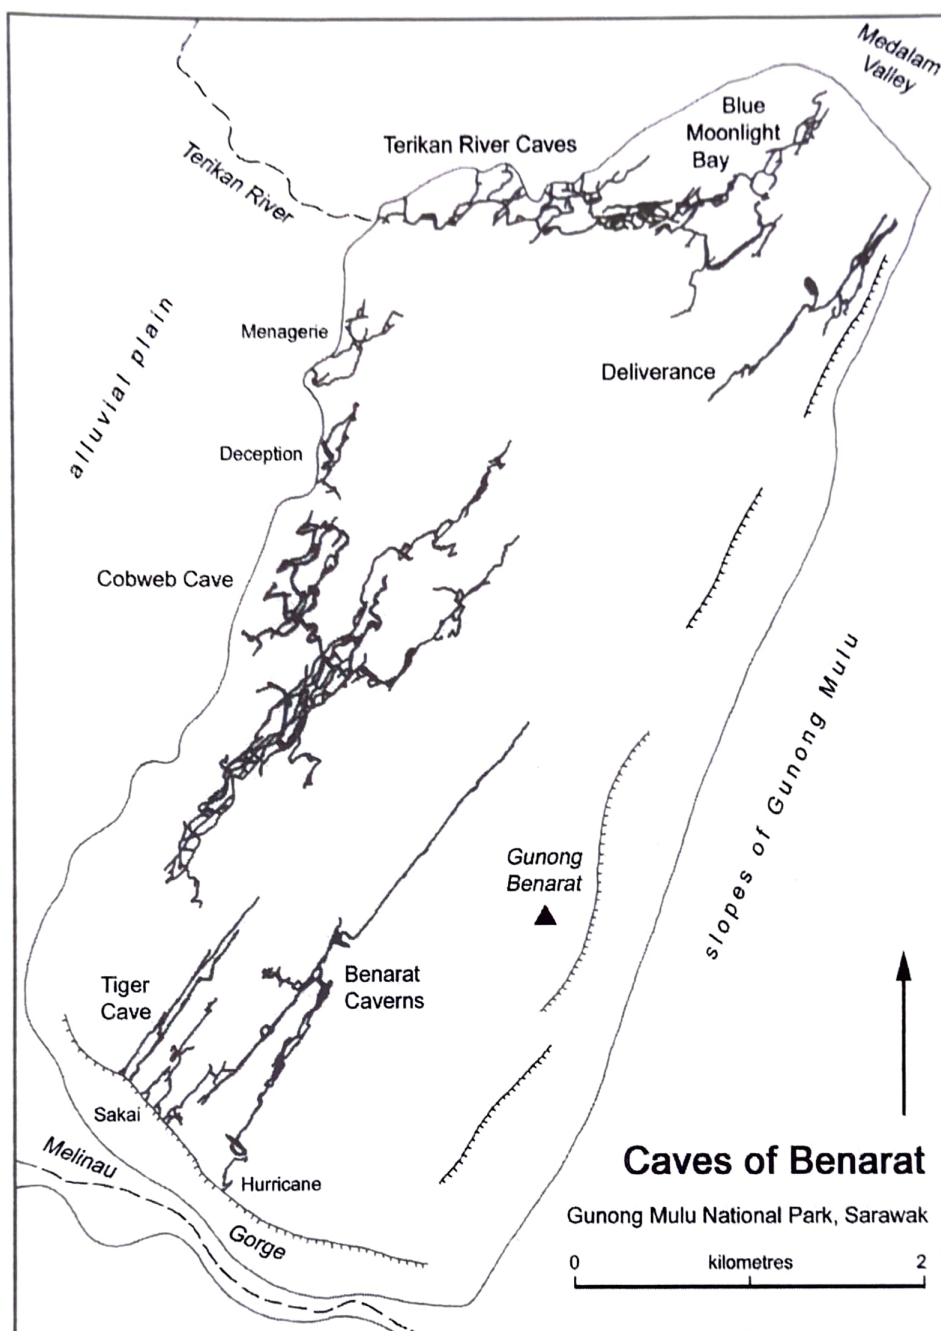 Medalam
Valley
Blue
Moonlight
Bay
Terikan River Caves
Terikan River
Menagerie
alluvial plain
Deliverance
Deception
Cobweb Cave
slopes of Gunong Mulu
Gunong
Benarat
Tiger
Cave
Benarat
Caverns
Sakai
Melinau
Hurricane
Gorge
Caves of Benarat
Gunong Mulu National Park, Sarawak
0 kilometres 2